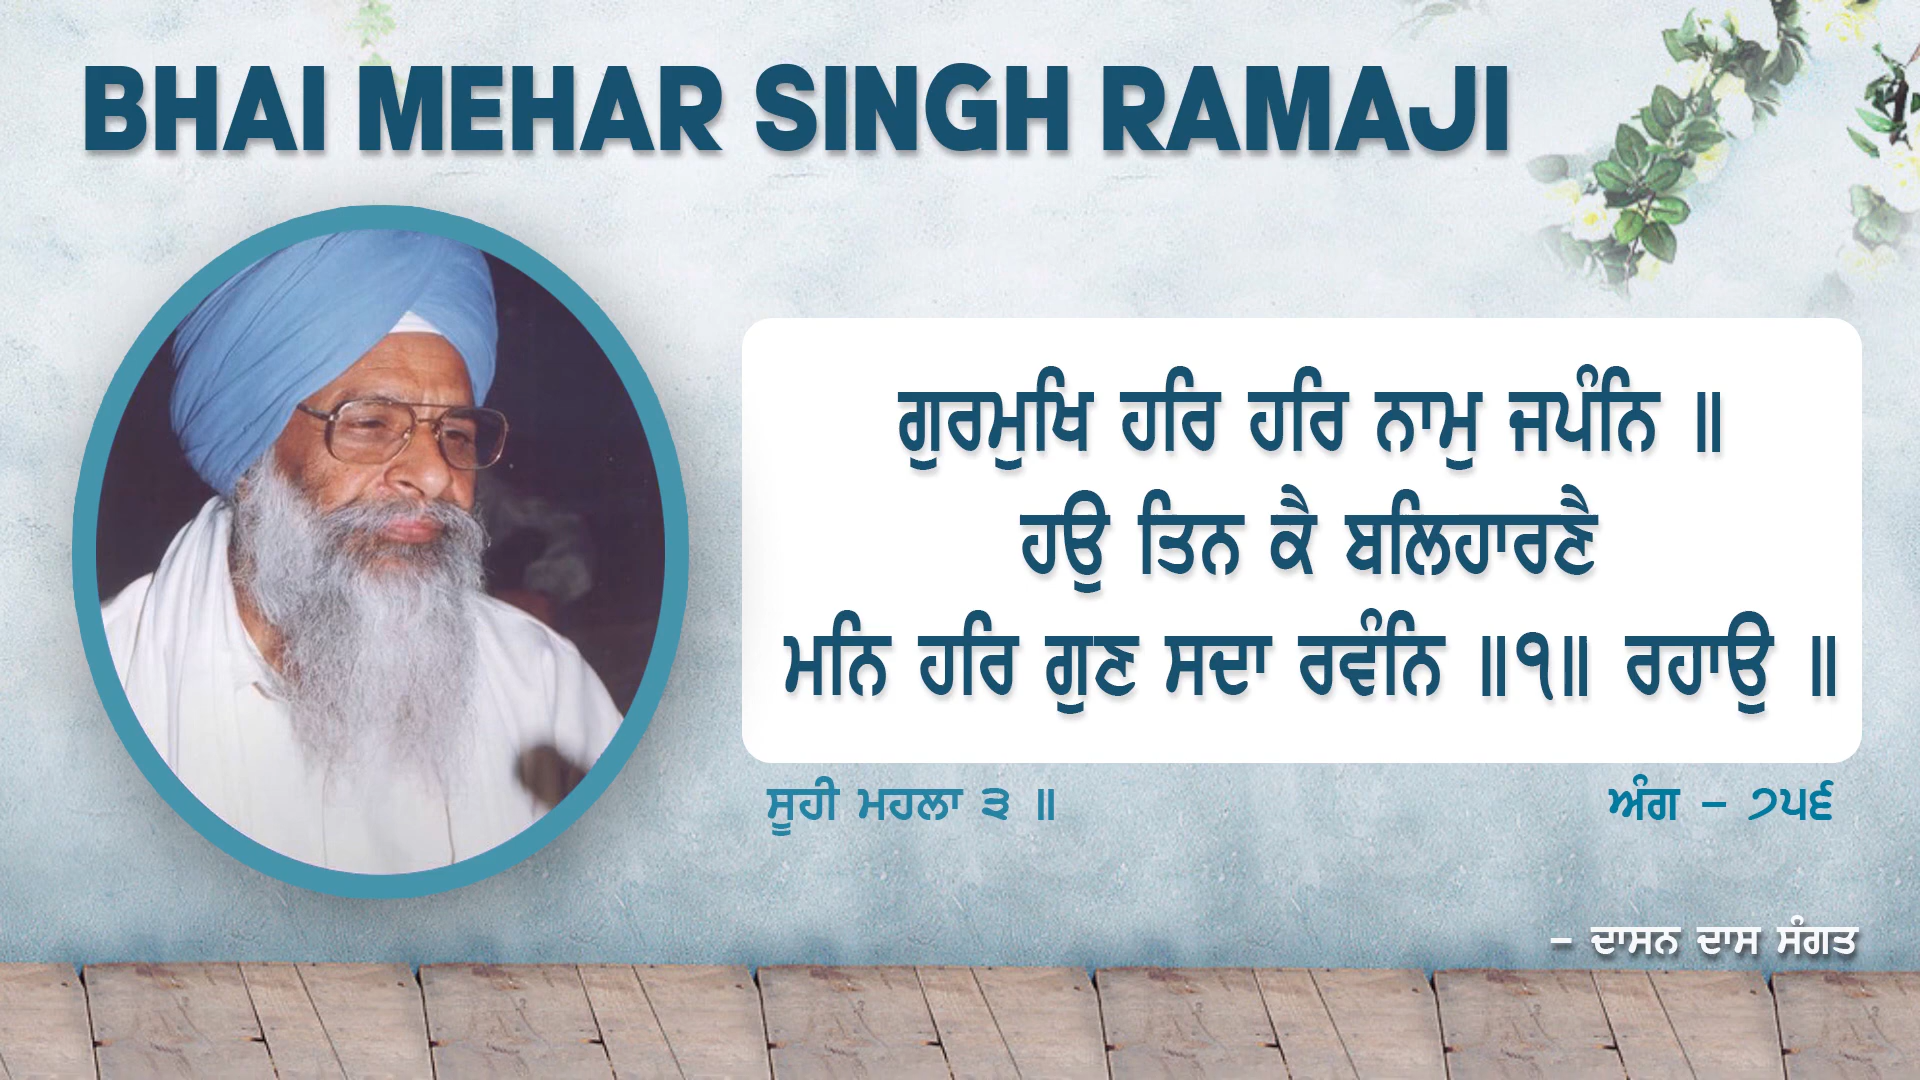 BHAI MEHAR SINGH RAMAJI
ਗੁਰਮੁਖਿ ਹਰਿ ਹਰਿ ਨਾਮੁ ਜਪੰਨਿ ॥
ਹਉ ਤਿਨ ਕੈ ਬਲਿਹਾਰਣੈ
ਮਨਿ ਹਰਿ ਗੁਣ ਸਦਾ ਰਵੰਨਿ ॥੧॥ ਰਹਾਉ ॥
ਸੂਹੀ ਮਹਲਾ ੩ ॥ ਅੰਗ – ੭੫੬
– ਦਾਸਨ ਦਾਸ ਸੰਗਤ